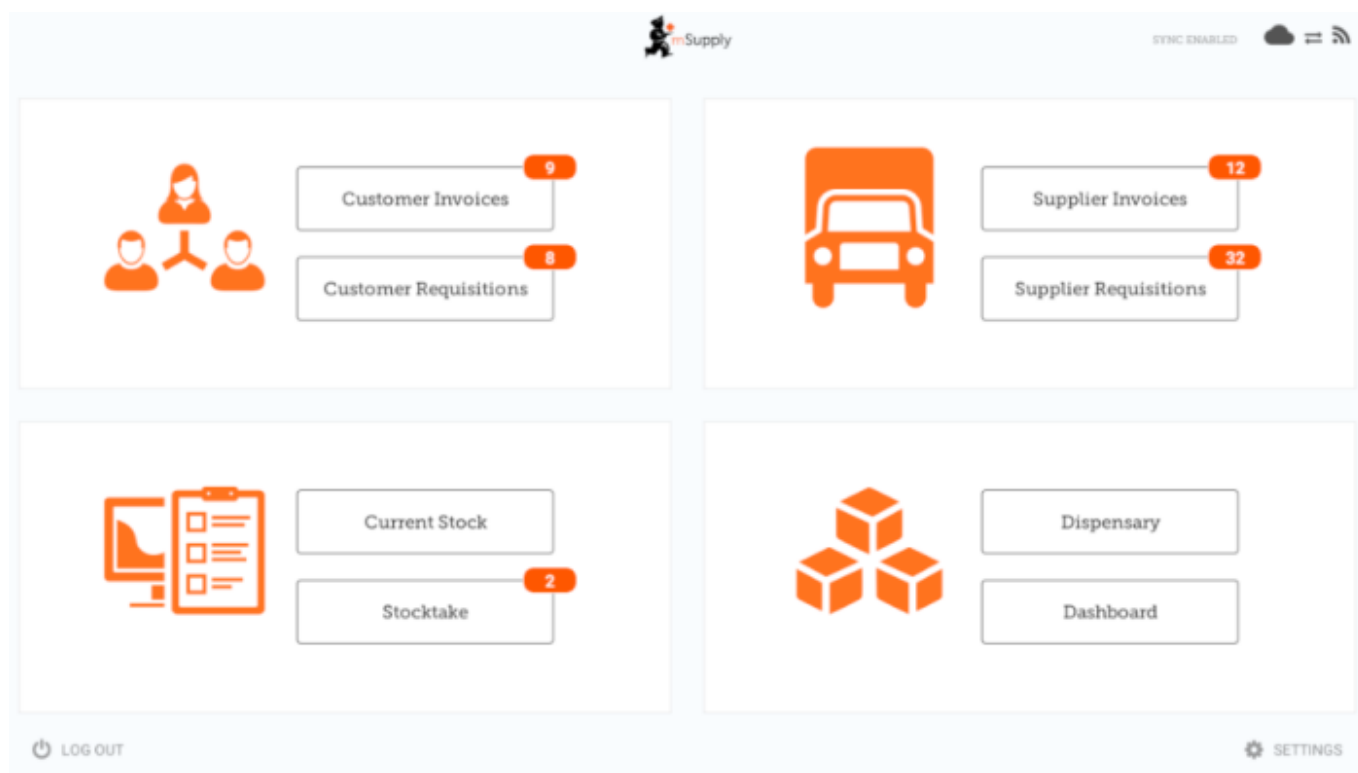 mSupply
SYNC ENABLED
9
Customer Invoices
8
Customer Requisitions
12
Supplier Invoices
32
Supplier Requisitions
Current Stock
2
Stocktake
Dispensary
Dashboard
LOG OUT
SETTINGS